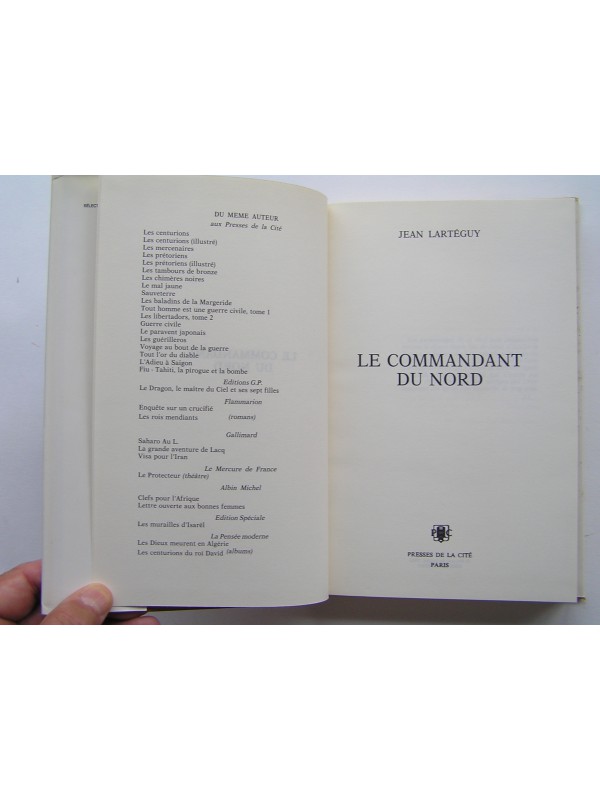 SELECT
DU MEME AUTEUR
aux Presses de la Cité
Les centurions
Les centurions (illustré)
Les mercenaires
Les prétoriens
Les prétoriens (illustré)
Les tambours de bronze
Les chimères noires
Le mal jaune
Sauveterre
Les baladins de la Margeride
Tout homme est une guerre civile, tome 1
Les libertadors, tome 2
Guerre civile
Le paravent japonais
Les guérilleros
Voyage au bout de la guerre
Tout l'or du diable
L'Adieu à Saïgon
Fiu - Tahiti, la pirogue et la bombe
Editions G.P.
Le Dragon, le maître du Ciel et ses sept filles
Flammarion
Enquête sur un crucifié
Les rois mendiants (romans)
Gallimard
Saharo Au L.
La grande aventure de Lacq
Visa pour l'Iran
Le Mercure de France
Le Protecteur (théâtre)
Albin Michel
Clefs pour l'Afrique
Lettre ouverte aux bonnes femmes
Edition Spéciale
Les murailles d'Israël
La Pensée moderne
Les Dieux meurent en Algérie
Les centurions du roi David (albums)
JEAN LARTÉGUY
LE COMMANDANT
DU NORD
PRESSES DE LA CITÉ
PARIS